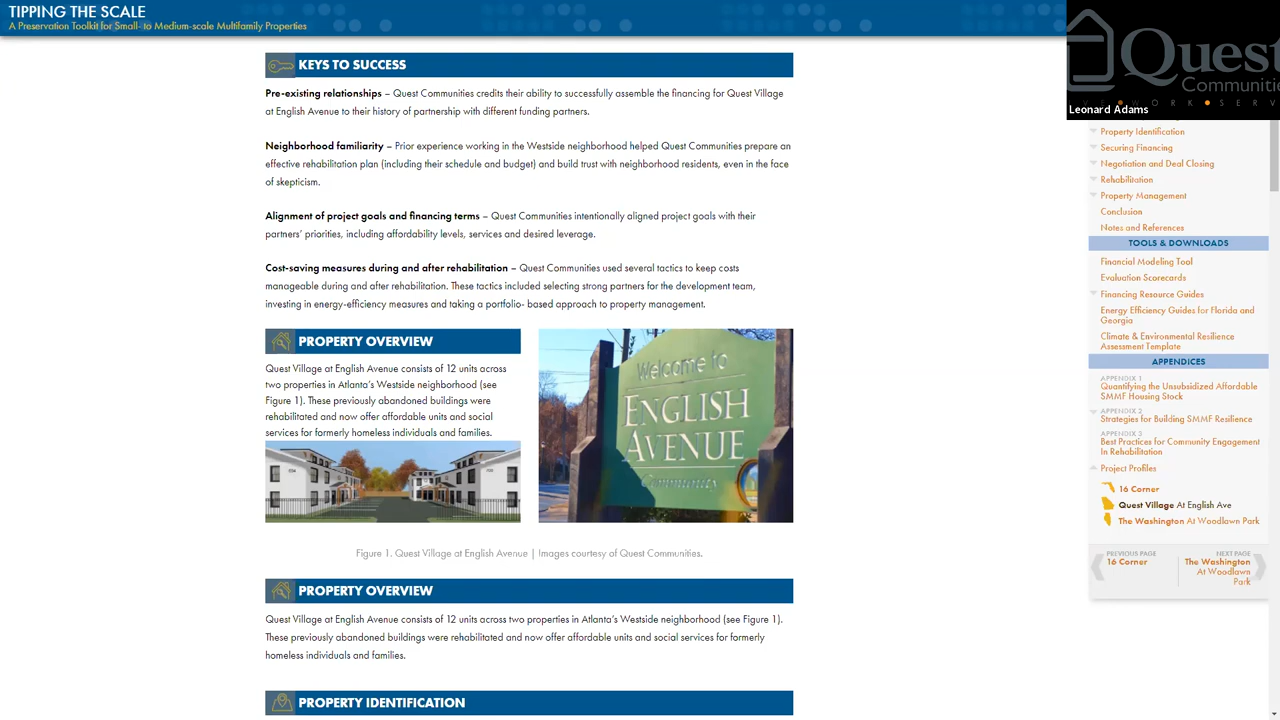 TIPPING THE SCALE
A Preservation Toolkit for Small- to Medium-scale Multifamily Properties
KEYS TO SUCCESS
Pre-existing relationships – Quest Communities credits their ability to successfully assemble the financing for Quest Village
at English Avenue to their history of partnership with different funding partners.
Neighborhood familiarity – Prior experience working in the Westside neighborhood helped Quest Communities prepare an
effective rehabilitation plan (including their schedule and budget) and build trust with neighborhood residents, even in the face
of skepticism.
Alignment of project goals and financing terms – Quest Communities intentionally aligned project goals with their
partners' priorities, including affordability levels, services and desired leverage.
Cost-saving measures during and after rehabilitation – Quest Communities used several tactics to keep costs
manageable during and after rehabilitation. These tactics included selecting strong partners for the development team,
investing in energy-efficiency measures and taking a portfolio- based approach to property management.
PROPERTY OVERVIEW
Quest Village at English Avenue consists of 12 units across
two properties in Atlanta's Westside neighborhood (see
Figure 1). These previously abandoned buildings were
rehabilitated and now offer affordable units and social
services for formerly homeless individuals and families.
Welcome to
ENGLISH
AVENUE
Community
Figure 1. Quest Village at English Avenue | Images courtesy of Quest Communities.
PROPERTY OVERVIEW
Quest Village at English Avenue consists of 12 units across two properties in Atlanta's Westside neighborhood (see Figure 1).
These previously abandoned buildings were rehabilitated and now offer affordable units and social services for formerly
homeless individuals and families.
PROPERTY IDENTIFICATION
Quest
Communiti
VE WORK SERV
Leonard Adams
Property Identification
Securing Financing
Negotiation and Deal Closing
Rehabilitation
Property Management
Conclusion
Notes and References
TOOLS & DOWNLOADS
Financial Modeling Tool
Evaluation Scorecards
Financing Resource Guides
Energy Efficiency Guides for Florida and
Georgia
Climate & Environmental Resilience
Assessment Template
APPENDICES
APPENDIX 1
Quantifying the Unsubsidized Affordable
SMMF Housing Stock
APPENDIX 2
Strategies for Building SMMF Resilience
APPENDIX 3
Best Practices for Community Engagement
In Rehabilitation
Project Profiles
16 Corner
Quest Village At English Ave
The Washington At Woodlawn Park
PREVIOUS PAGE
16 Corner
NEXT PAGE
The Washington
At Woodlawn
Park